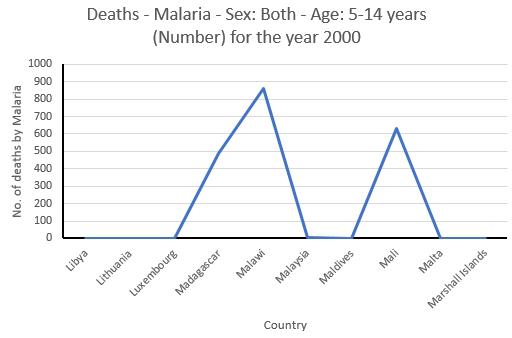 Deaths - Malaria - Sex: Both - Age: 5-14 years
(Number) for the year 2000
No. of deaths by Malaria
1000
900
800
700
600
500
400
300
200
100
0
Libya
Lithuania
Luxembourg
Madagascar
Malawi
Malaysia
Maldives
Mali
Malta
Marshall Islands
Country